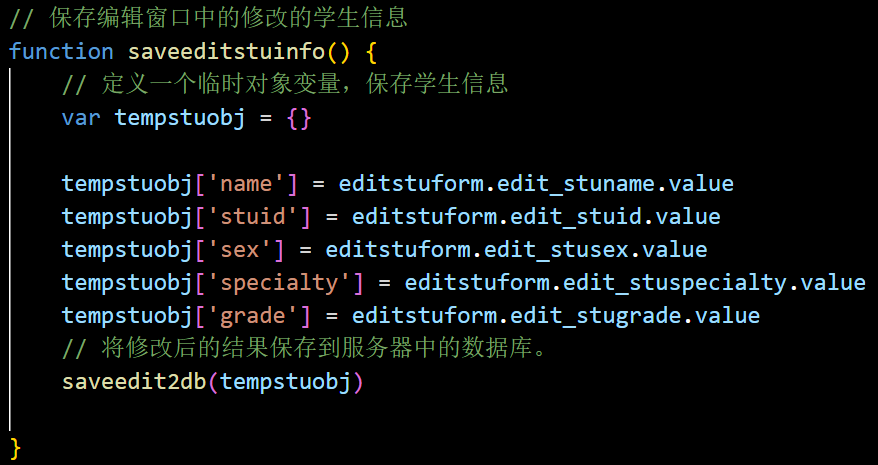 // 保存编辑窗口中的修改的学生信息
function saveeditstuinfo() {
    // 定义一个临时对象变量，保存学生信息
    var tempstuobj = {}

    tempstuobj['name'] = editstuform.edit_stuname.value
    tempstuobj['stuid'] = editstuform.edit_stuid.value
    tempstuobj['sex'] = editstuform.edit_stusex.value
    tempstuobj['specialty'] = editstuform.edit_stuspecialty.value
    tempstuobj['grade'] = editstuform.edit_stugrade.value
    // 将修改后的结果保存到服务器中的数据库。
    saveedit2db(tempstuobj)

}